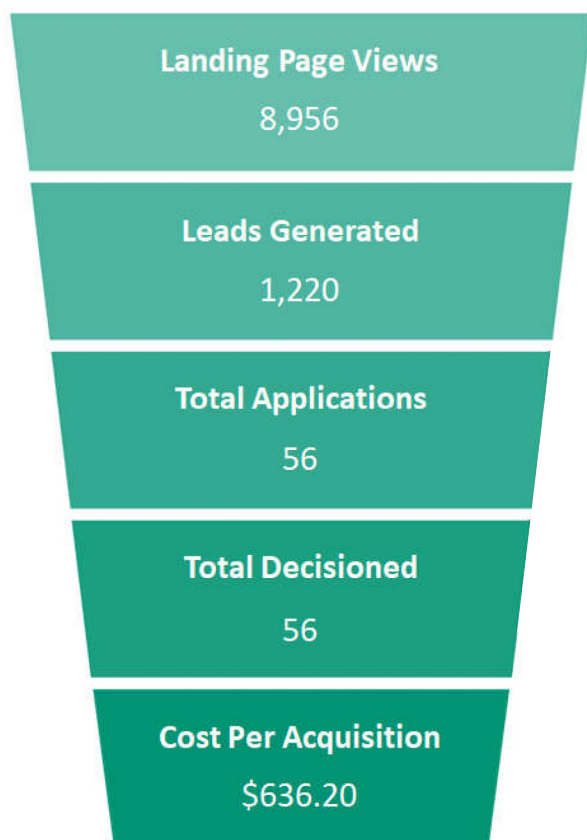 Landing Page Views
8,956
Leads Generated
1,220
Total Applications
56
Total Decisioned
56
Cost Per Acquisition
$636.20